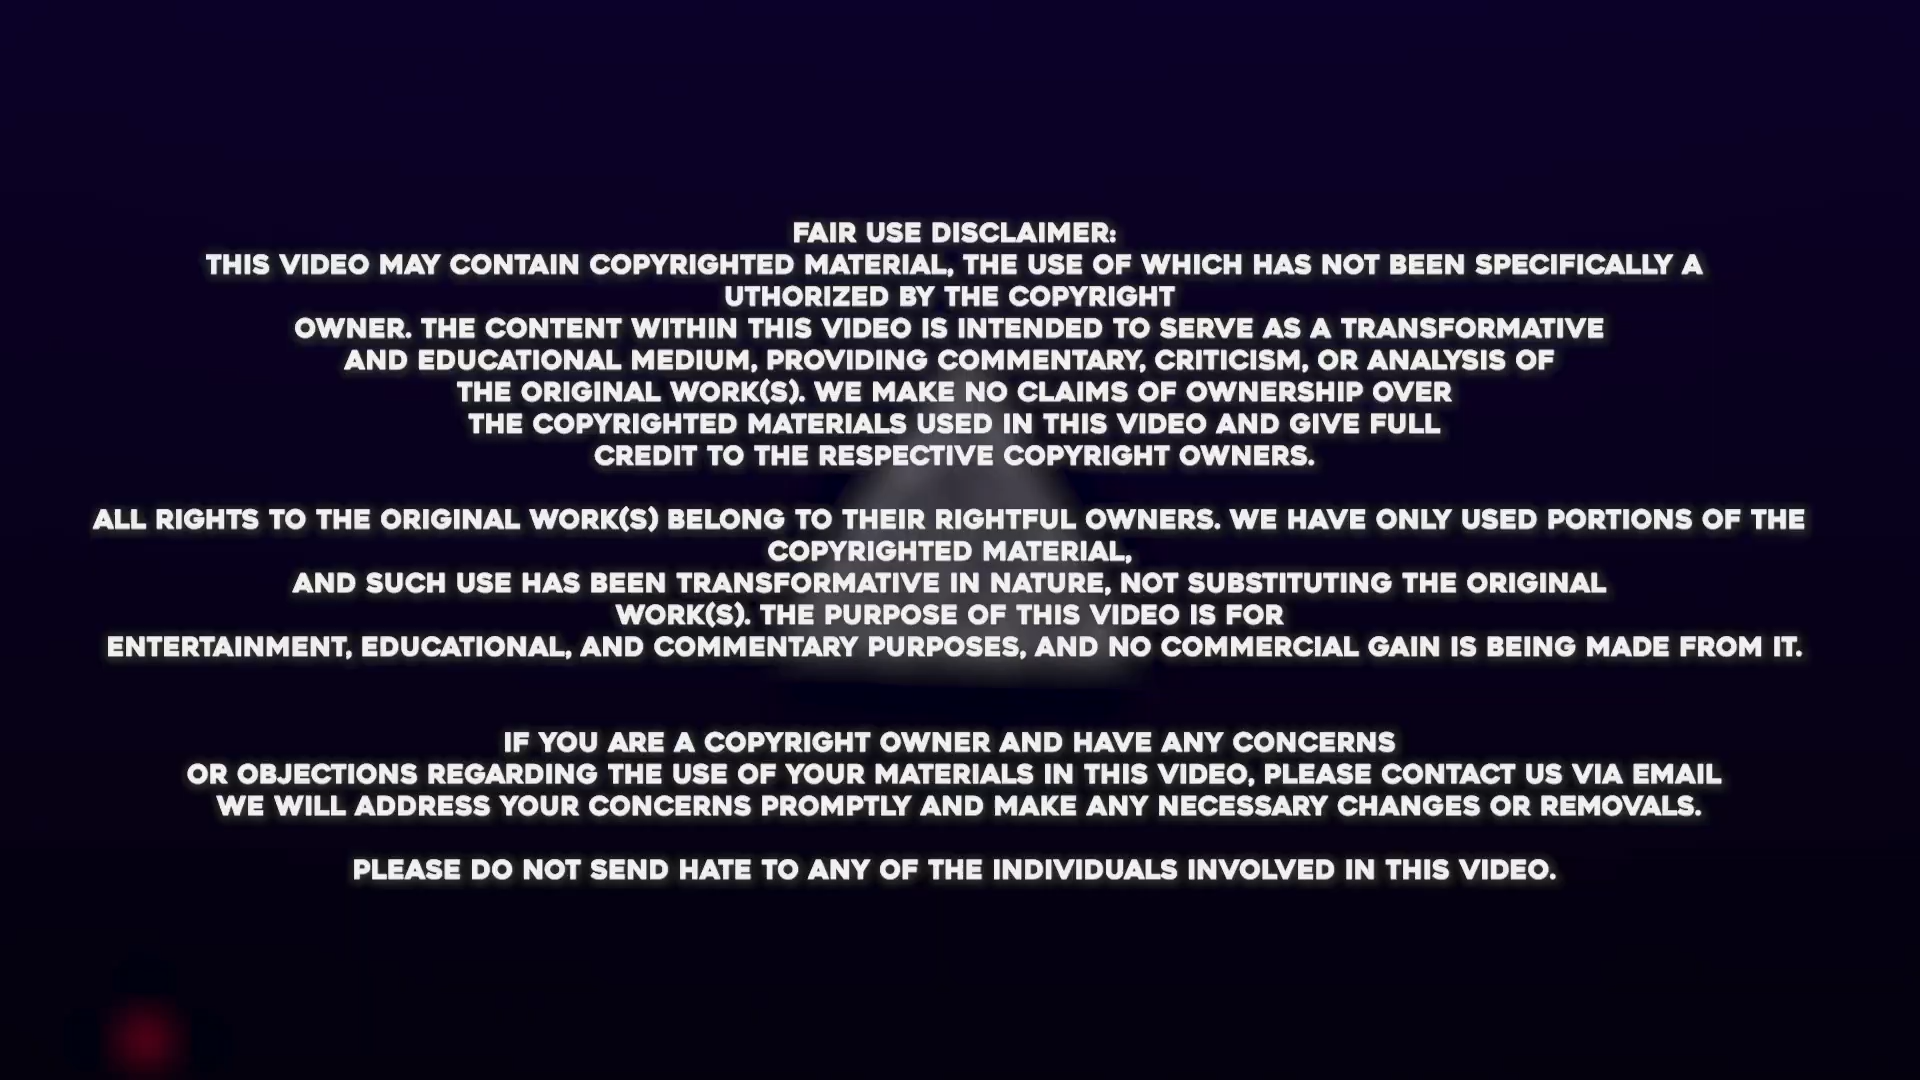 FAIR USE DISCLAIMER:
THIS VIDEO MAY CONTAIN COPYRIGHTED MATERIAL, THE USE OF WHICH HAS NOT BEEN SPECIFICALLY A
UTHORIZED BY THE COPYRIGHT
OWNER. THE CONTENT WITHIN THIS VIDEO IS INTENDED TO SERVE AS A TRANSFORMATIVE
AND EDUCATIONAL MEDIUM, PROVIDING COMMENTARY, CRITICISM, OR ANALYSIS OF
THE ORIGINAL WORK(S). WE MAKE NO CLAIMS OF OWNERSHIP OVER
THE COPYRIGHTED MATERIALS USED IN THIS VIDEO AND GIVE FULL
CREDIT TO THE RESPECTIVE COPYRIGHT OWNERS.
ALL RIGHTS TO THE ORIGINAL WORK(S) BELONG TO THEIR RIGHTFUL OWNERS. WE HAVE ONLY USED PORTIONS OF THE
COPYRIGHTED MATERIAL,
AND SUCH USE HAS BEEN TRANSFORMATIVE IN NATURE, NOT SUBSTITUTING THE ORIGINAL
WORK(S). THE PURPOSE OF THIS VIDEO IS FOR
ENTERTAINMENT, EDUCATIONAL, AND COMMENTARY PURPOSES, AND NO COMMERCIAL GAIN IS BEING MADE FROM IT.
IF YOU ARE A COPYRIGHT OWNER AND HAVE ANY CONCERNS
OR OBJECTIONS REGARDING THE USE OF YOUR MATERIALS IN THIS VIDEO, PLEASE CONTACT US VIA EMAIL
WE WILL ADDRESS YOUR CONCERNS PROMPTLY AND MAKE ANY NECESSARY CHANGES OR REMOVALS.
PLEASE DO NOT SEND HATE TO ANY OF THE INDIVIDUALS INVOLVED IN THIS VIDEO.